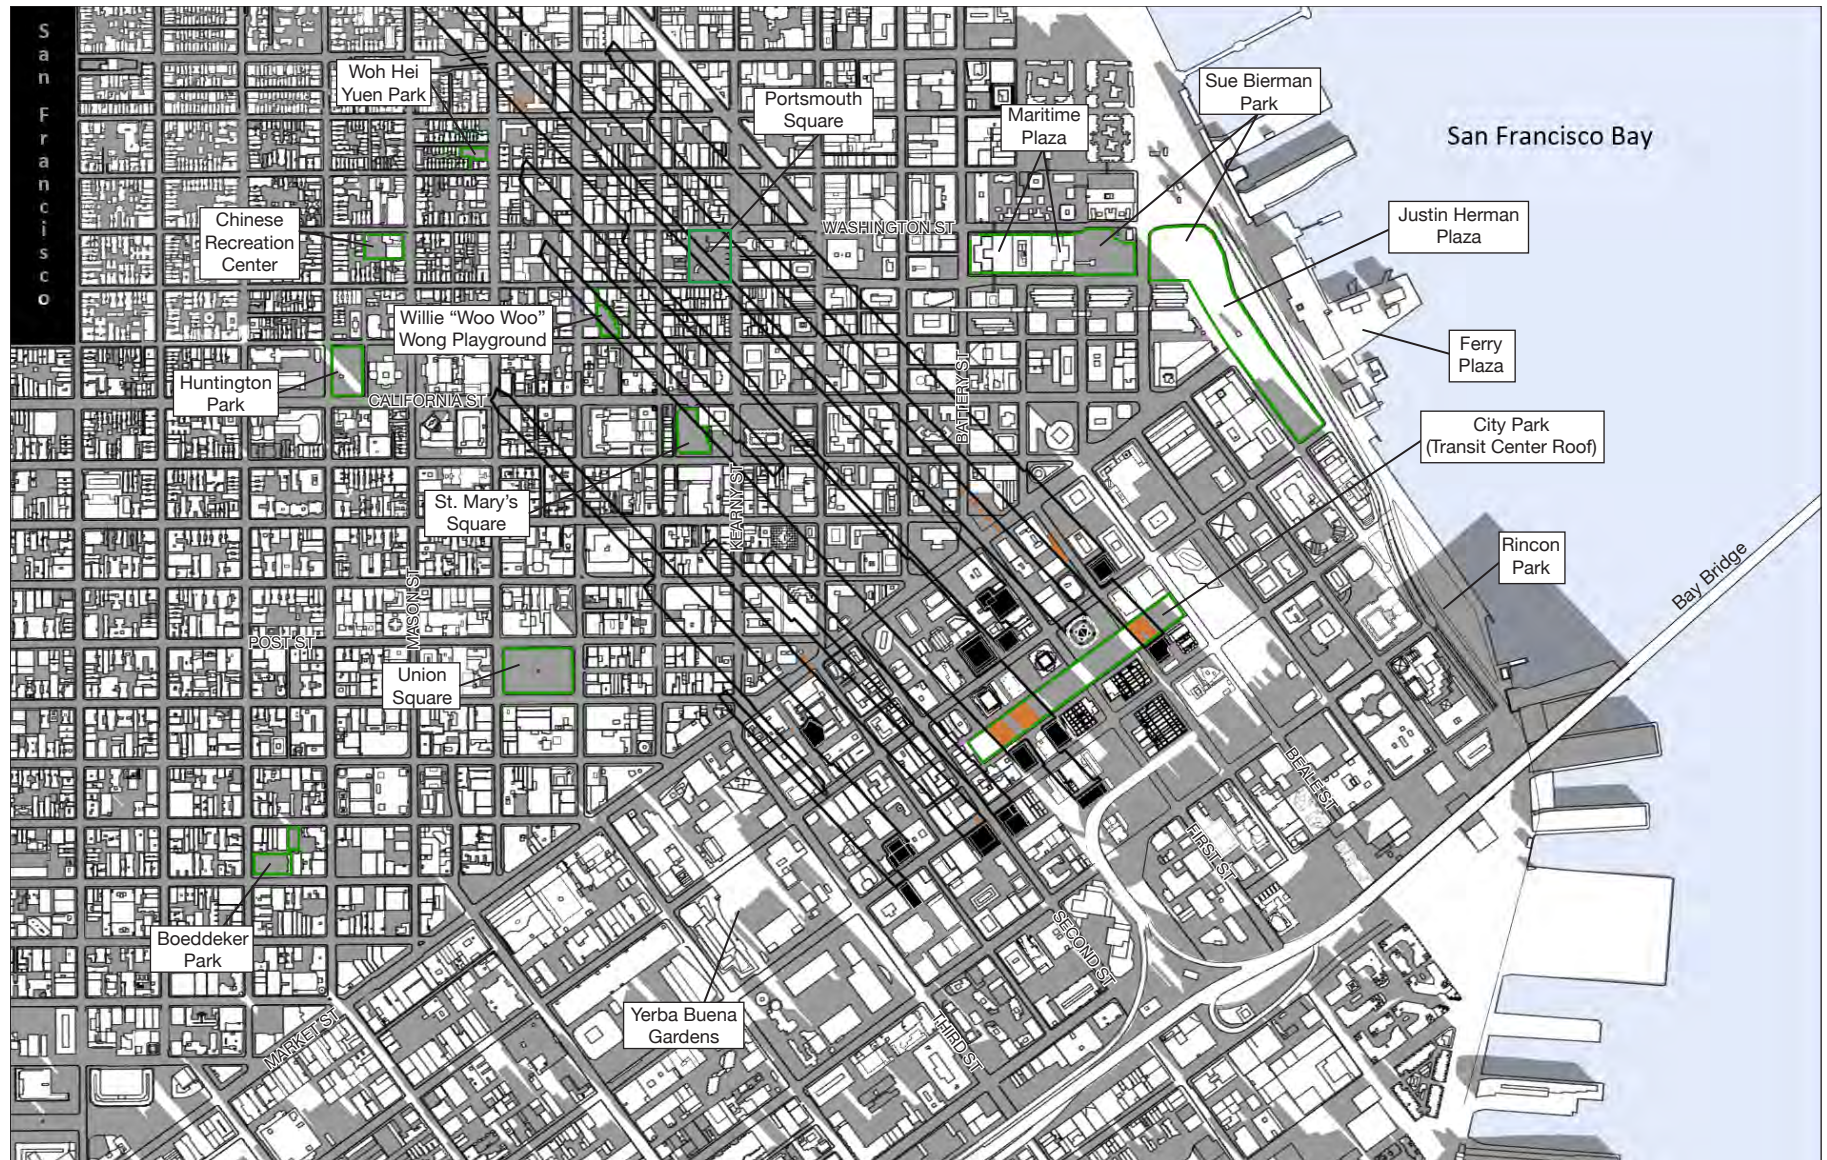 San Francisco
Woh Hei
Yuen Park
Portsmouth
Square
Maritime
Plaza
Sue Bierman
Park
San Francisco Bay
Chinese
Recreation
Center
WASHINGTON ST
Justin Herman
Plaza
Willie “Woo Woo”
Wong Playground
Ferry
Plaza
Huntington
Park
CALIFORNIA ST
BATTERY ST
City Park
(Transit Center Roof)
St. Mary’s
Square
KEARNY ST
Rincon
Park
Bay Bridge
MASON ST
POST ST
Union
Square
BEALE ST
FIRST ST
Boeddeker
Park
SECOND ST
Yerba Buena
Gardens
THIRD ST
MARKET ST